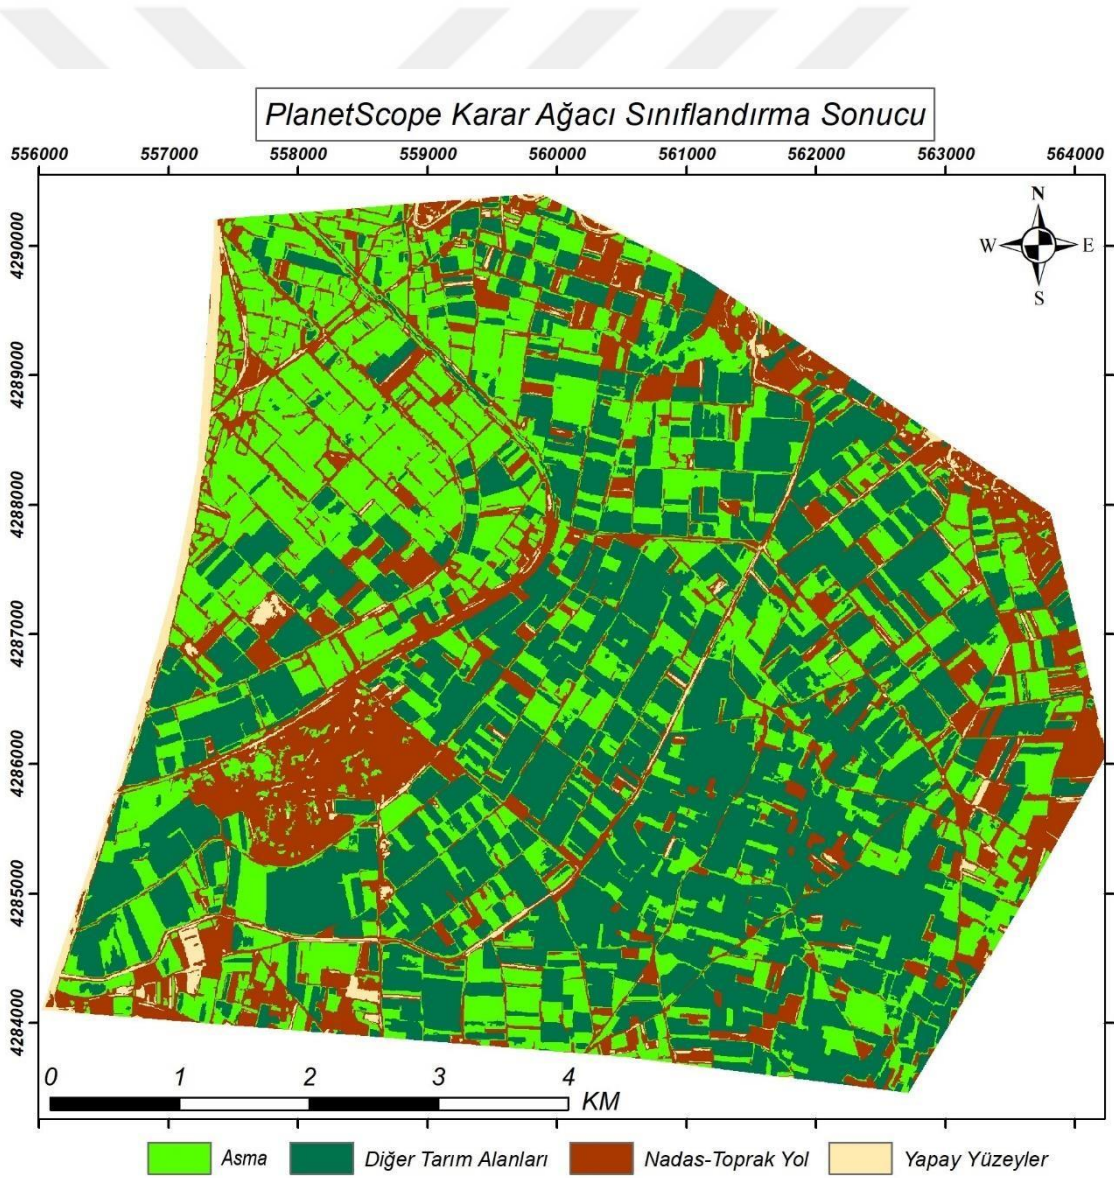 PlanetScope Karar Ağacı Sınıflandırma Sonucu
556000 557000 558000 559000 560000 561000 562000 563000 564000
N
W E
S
4290000
4289000
4288000
4287000
4286000
4285000
4284000
0 1 2 3 4
KM
Asma Diğer Tarım Alanları Nadas-Toprak Yol Yapay Yüzeyler